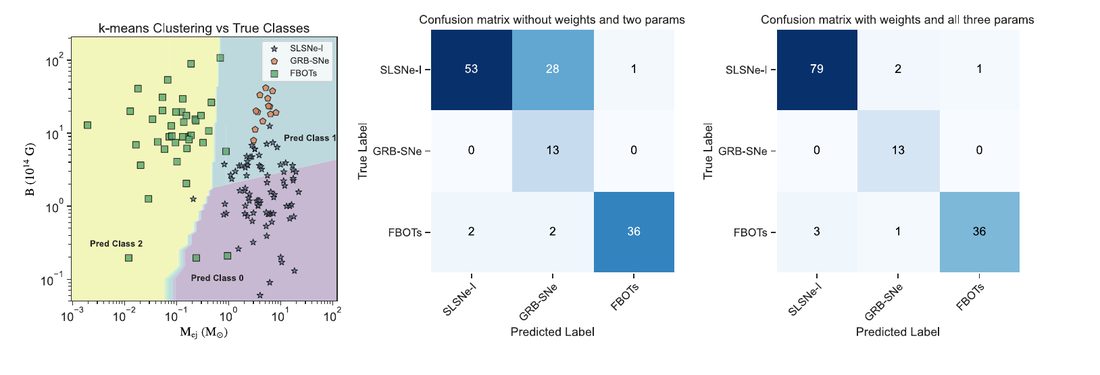 k-means Clustering vs True Classes
SLSNe-I
GRB-SNe
FBOTs
Pred Class 1
Pred Class 2
Pred Class 0
B (10¹⁴ G)
10²
10¹
10⁰
10⁻¹
10⁻³ 10⁻² 10⁻¹ 10⁰ 10¹ 10²
M_ej (M_⊙)
Confusion matrix without weights and two params
True Label
SLSNe-I 53 28 1
GRB-SNe 0 13 0
FBOTs 2 2 36
SLSNe-I GRB-SNe FBOTs
Predicted Label
Confusion matrix with weights and all three params
True Label
SLSNe-I 79 2 1
GRB-SNe 0 13 0
FBOTs 3 1 36
SLSNe-I GRB-SNe FBOTs
Predicted Label